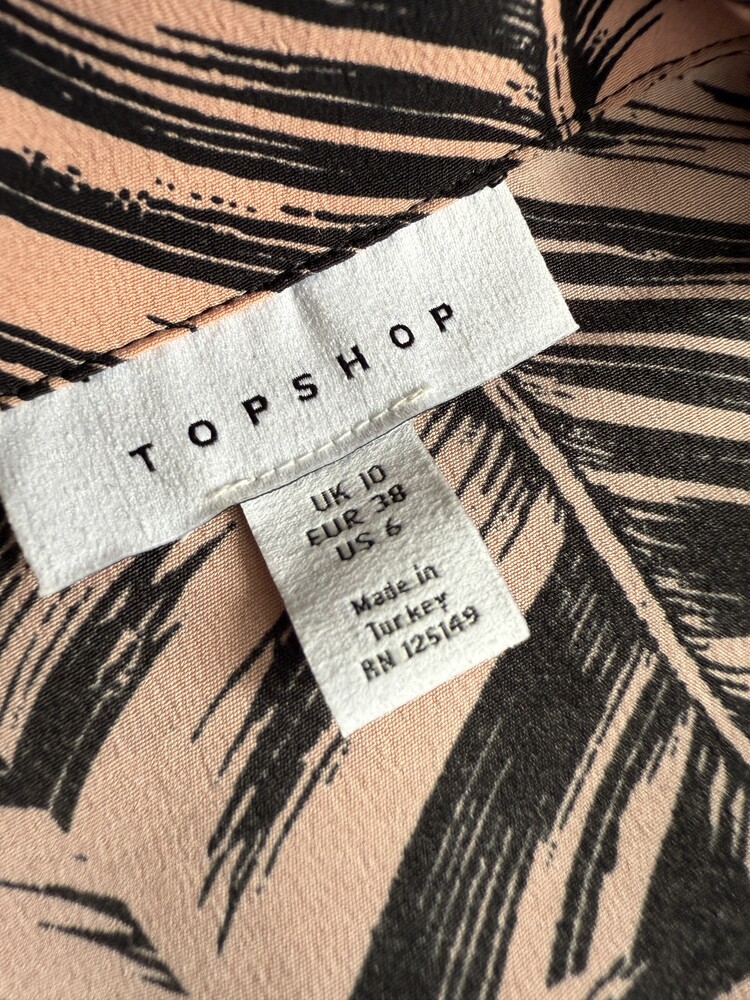 TOPSHOP
UK 10
EUR 38
US 6
Made in
Turkey
RN 125149